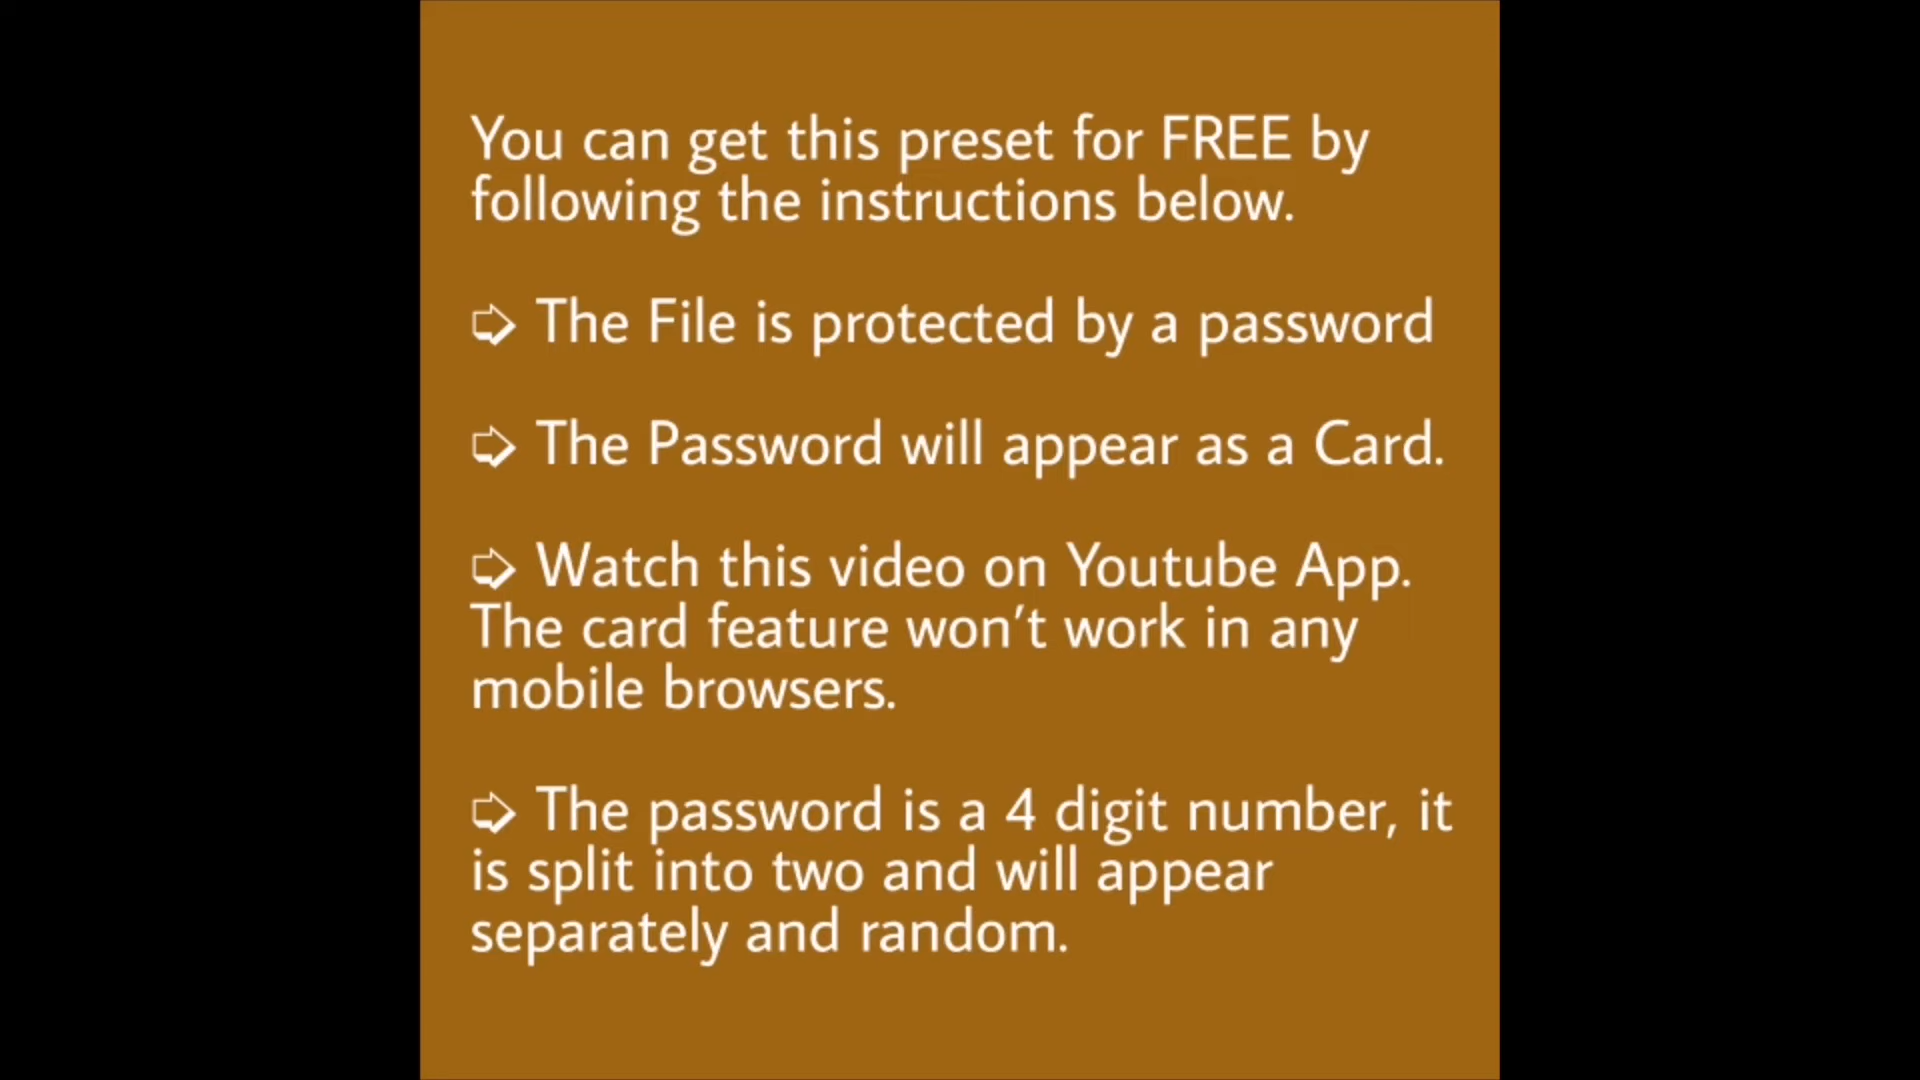 You can get this preset for FREE by
following the instructions below.
➩ The File is protected by a password
➩ The Password will appear as a Card.
➩ Watch this video on Youtube App.
The card feature won't work in any
mobile browsers.
➩ The password is a 4 digit number, it
is split into two and will appear
separately and random.